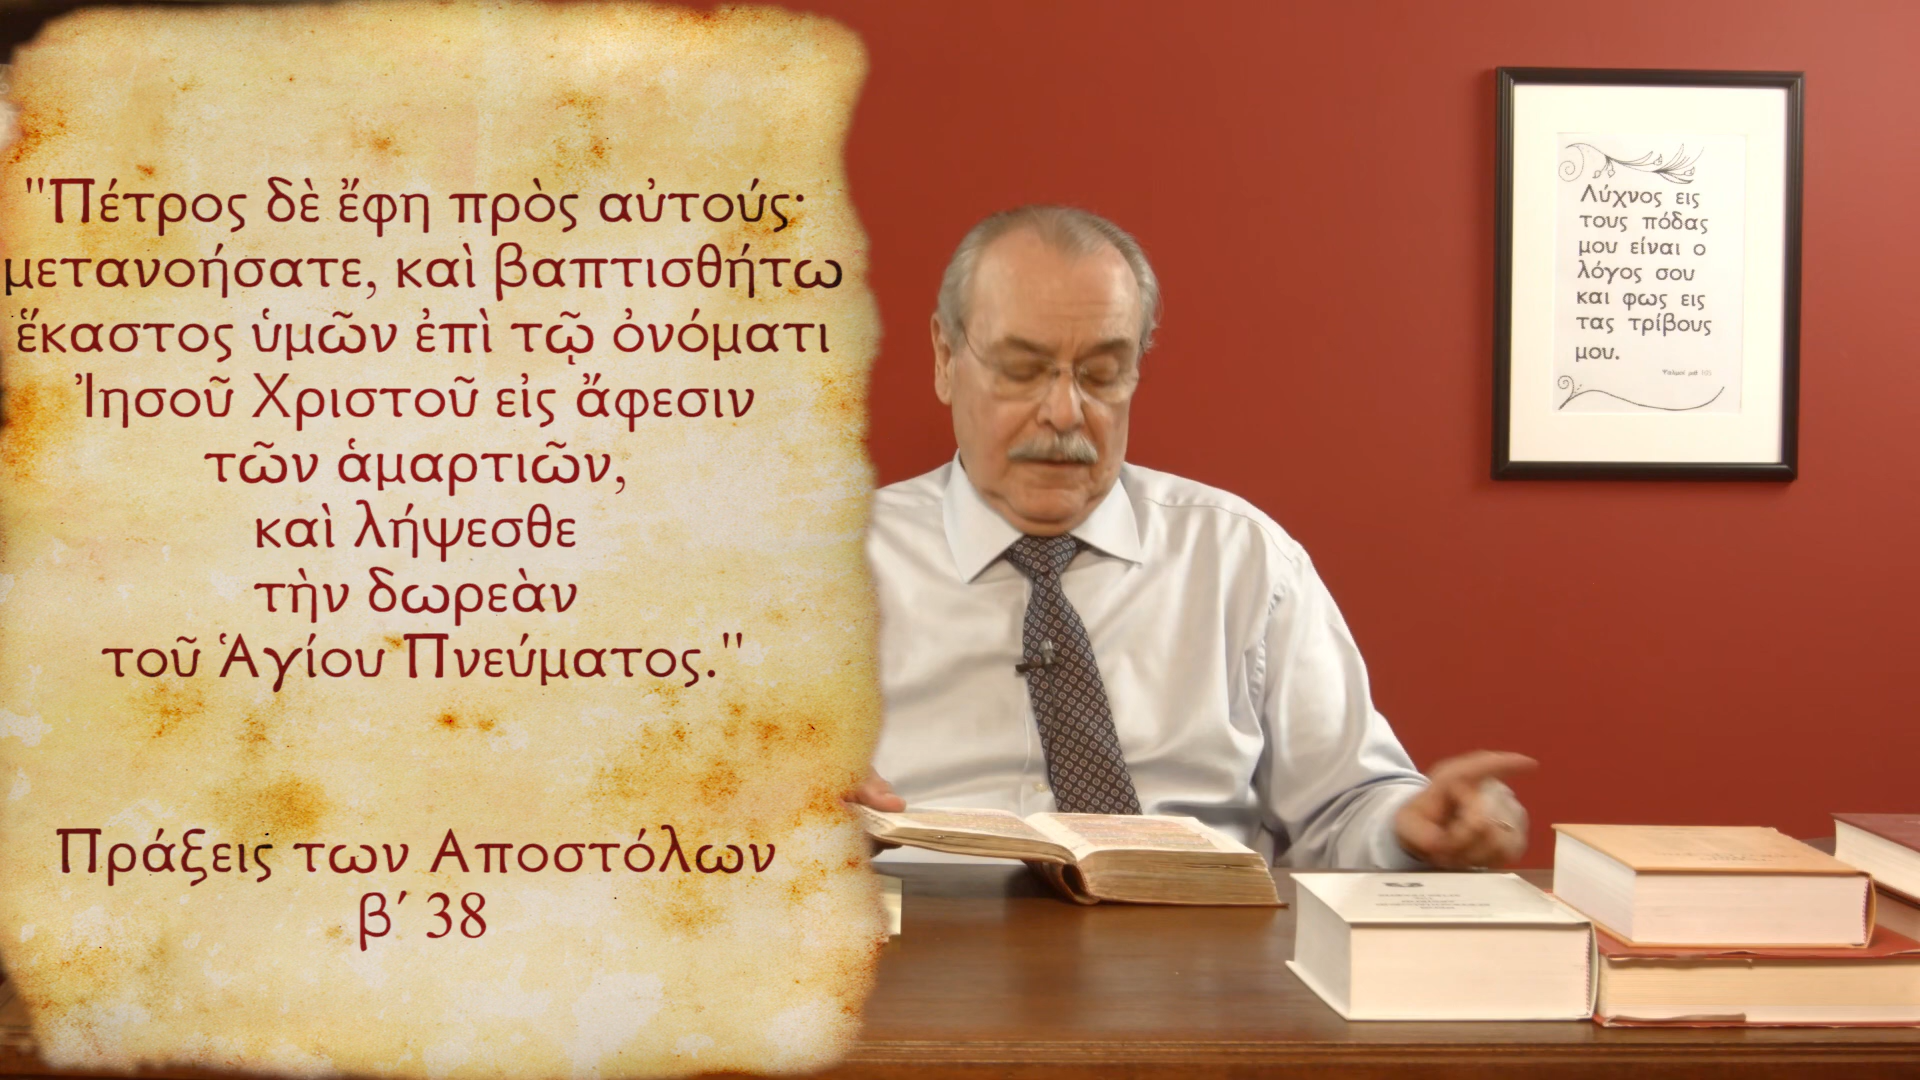 "Πέτρος δὲ ἔφη πρὸς αὐτούς·
μετανοήσατε, καὶ βαπτισθήτω
ἕκαστος ὑμῶν ἐπὶ τῷ ὀνόματι
Ἰησοῦ Χριστοῦ εἰς ἄφεσιν
τῶν ἁμαρτιῶν,
καὶ λήψεσθε
τὴν δωρεὰν
τοῦ Ἁγίου Πνεύματος."
Πράξεις των Αποστόλων
β΄ 38
Λύχνος εις
τους πόδας
μου είναι ο
λόγος σου
και φως εις
τας τρίβους
μου.